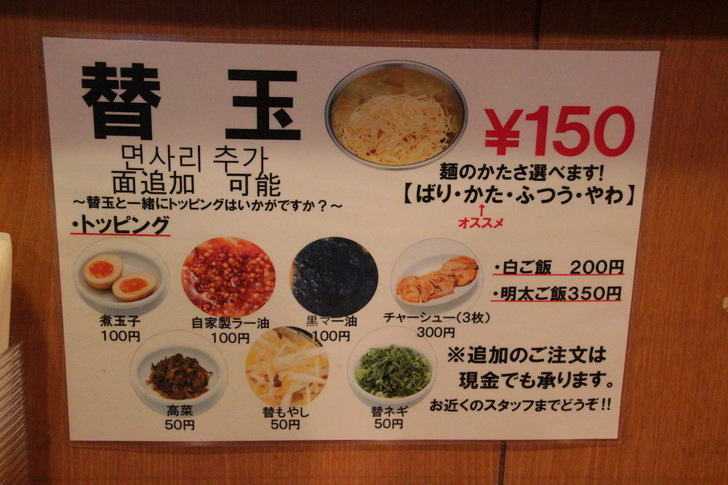 替玉
¥150
면사리 추가
面追加 可能
麺のかたさ選べます!
【ばり・かた・ふつう・やわ】
↑
オススメ
～替玉と一緒にトッピングはいかがですか?～
・トッピング
煮玉子
100円
自家製ラー油
100円
黒マー油
100円
チャーシュー(3枚)
300円
・白ご飯 200円
・明太ご飯350円
高菜
50円
替もやし
50円
替ネギ
50円
※追加のご注文は
現金でも承ります。
お近くのスタッフまでどうぞ!!